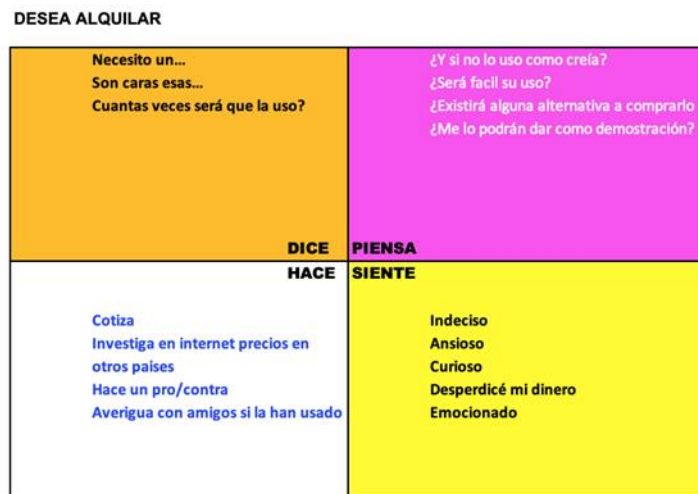 DESEA ALQUILAR
Necesito un...
Son caras esas...
Cuantas veces será que la uso?
¿Y si no lo uso como creía?
¿Será facil su uso?
¿Existirá alguna alternativa a comprarlo
¿Me lo podrán dar como demostración?
DICE
PIENSA
HACE
SIENTE
Cotiza
Investiga en internet precios en
otros paises
Hace un pro/contra
Averigua con amigos si la han usado
Indeciso
Ansioso
Curioso
Desperdicé mi dinero
Emocionado